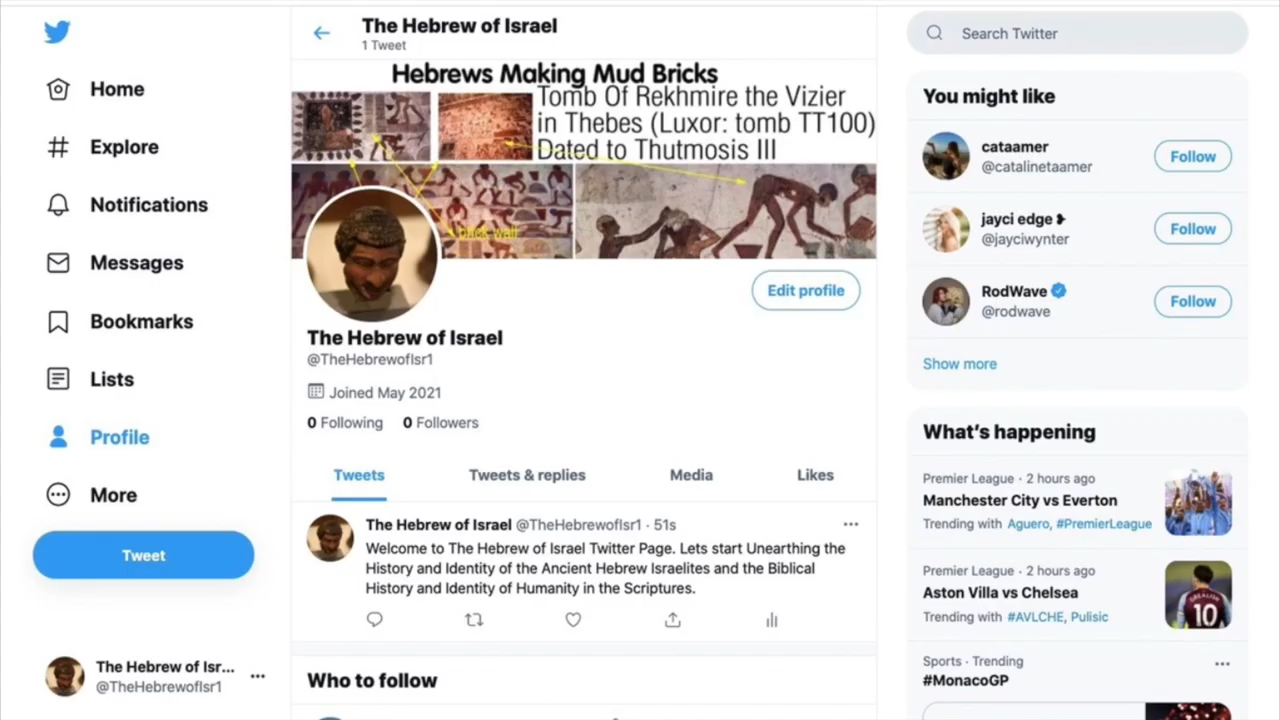 Home
Explore
Notifications
Messages
Bookmarks
Lists
Profile
More
Tweet
The Hebrew of Isr...
@TheHebrewofIsr1
The Hebrew of Israel
1 Tweet
Hebrews Making Mud Bricks
Tomb Of Rekhmire the Vizier
in Thebes (Luxor: tomb TT100)
Dated to Thutmosis III
back wall
Edit profile
The Hebrew of Israel
@TheHebrewofIsr1
Joined May 2021
0 Following 0 Followers
Tweets Tweets & replies Media Likes
The Hebrew of Israel @TheHebrewofIsr1 · 51s
Welcome to The Hebrew of Israel Twitter Page. Lets start Unearthing the
History and Identity of the Ancient Hebrew Israelites and the Biblical
History and Identity of Humanity in the Scriptures.
Who to follow
Search Twitter
You might like
cataamer
@catalinetaamer
Follow
jayci edge ❥
@jayciwynter
Follow
RodWave
@rodwave
Follow
Show more
What's happening
Premier League · 2 hours ago
Manchester City vs Everton
Trending with Aguero, #PremierLeague
Premier League · 2 hours ago
Aston Villa vs Chelsea
Trending with #AVLCHE, Pulisic
GREALISH
10
Sports · Trending
#MonacoGP